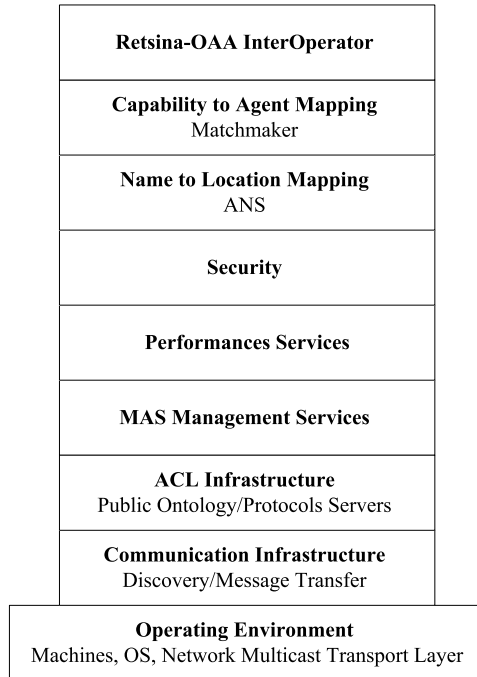 Retsina-OAA InterOperator
Capability to Agent Mapping
Matchmaker
Name to Location Mapping
ANS
Security
Performances Services
MAS Management Services
ACL Infrastructure
Public Ontology/Protocols Servers
Communication Infrastructure
Discovery/Message Transfer
Operating Environment
Machines, OS, Network Multicast Transport Layer